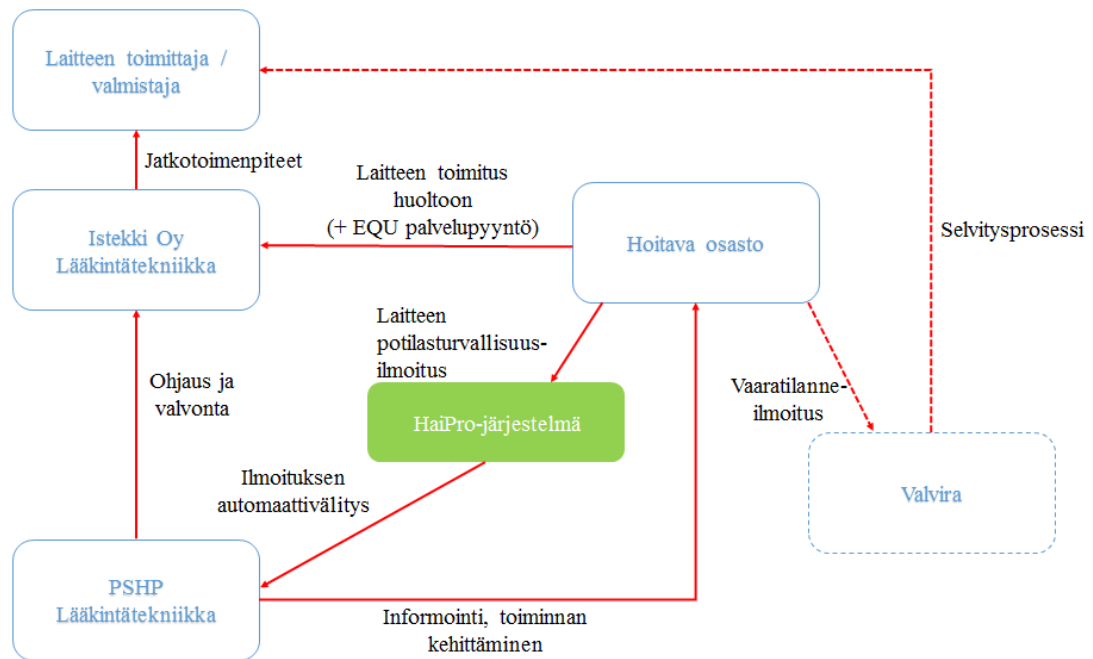 Laitteen toimittaja /
valmistaja
Jatkotoimenpiteet
Laitteen toimitus
huoltoon
(+ EQU palvelupyyntö)
Istekki Oy
Lääkintätekniikka
Hoitava osasto
Selvitysprosessi
Laitteen
potilasturvallisuus-
ilmoitus
Ohjaus ja
valvonta
Vaaratilanne-
ilmoitus
HaiPro-järjestelmä
Ilmoituksen
automaattivälitys
Valvira
PSHP
Lääkintätekniikka
Informointi, toiminnan
kehittäminen